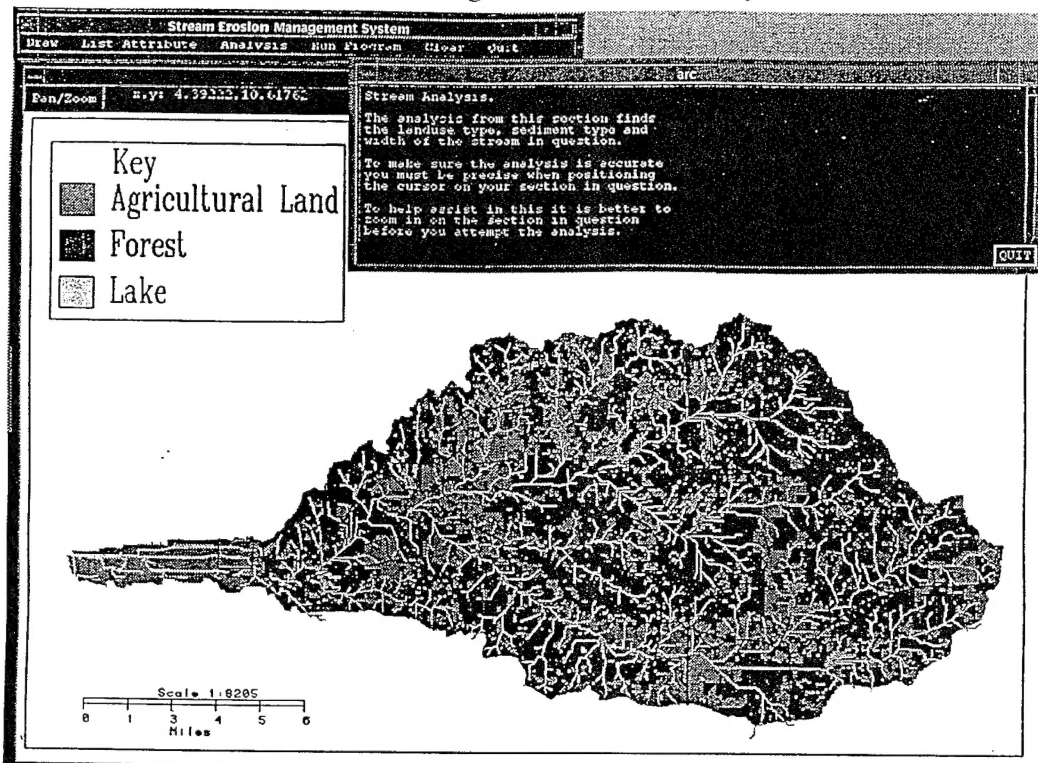 Stream Erosion Management System
Draw List Attribute Analysis Run Program Clear Quit
arc
Pan/Zoom x,y: 4.89222,10.61762
Stream Analysis.
The analysis from this section finds
the landuse type, sediment type and
width of the stream in question.
To make sure the analysis is accurate
you must be precise when positioning
the cursor on your section in question.
To help assist in this it is better to
zoom in on the section in question
before you attempt the analysis.
QUIT
Key
Agricultural Land
Forest
Lake
Scale 1:8205
0 1 3 4 5 6
Miles